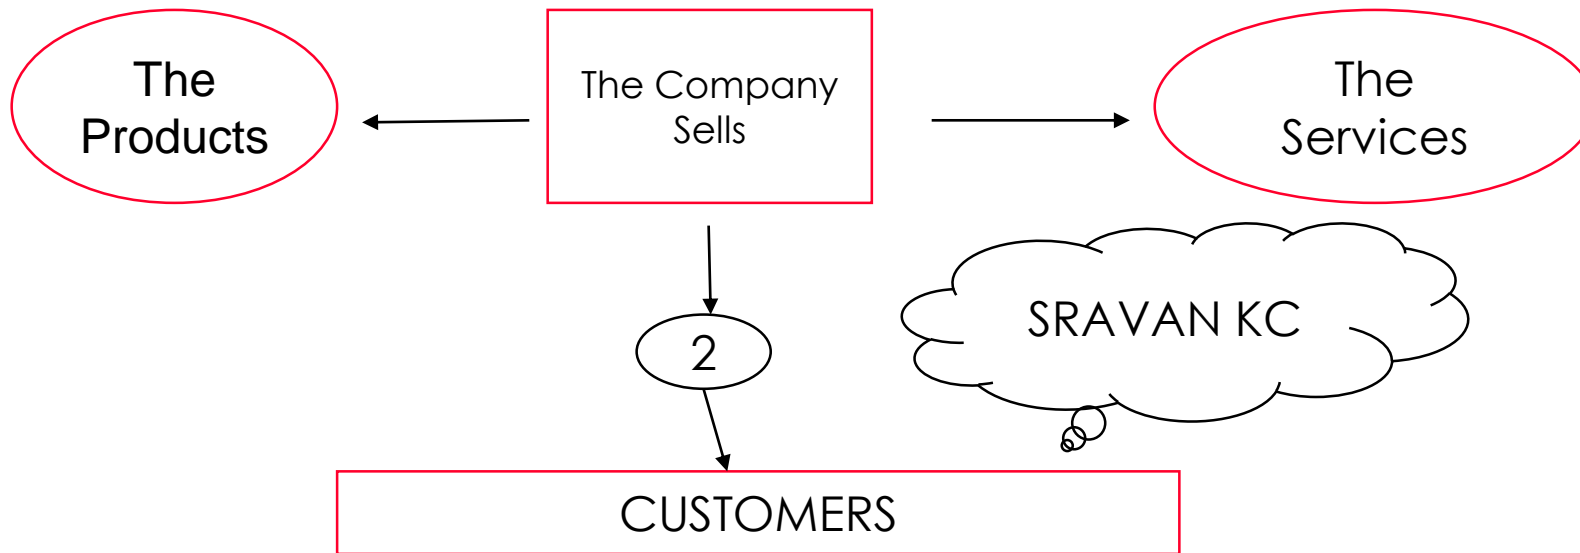 The
Products
The Company
Sells
The
Services
SRAVAN KC
2
CUSTOMERS